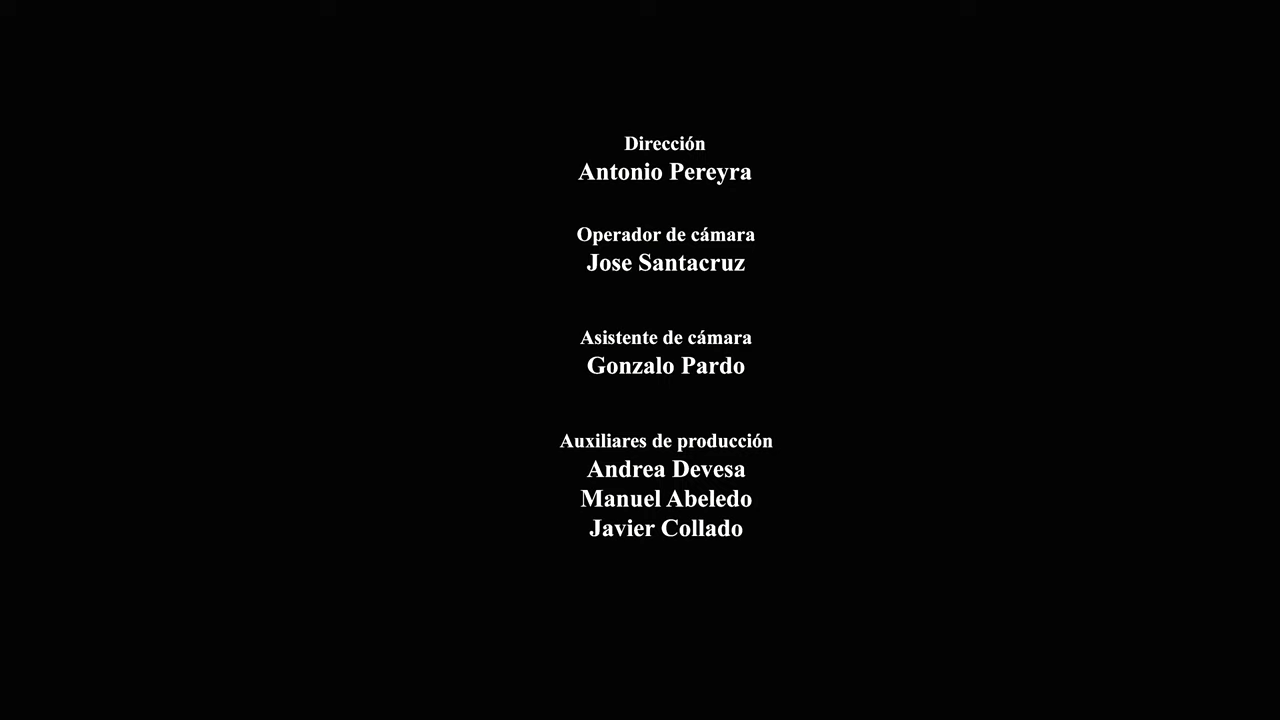 Dirección
Antonio Pereyra
Operador de cámara
Jose Santacruz
Asistente de cámara
Gonzalo Pardo
Auxiliares de producción
Andrea Devesa
Manuel Abeledo
Javier Collado